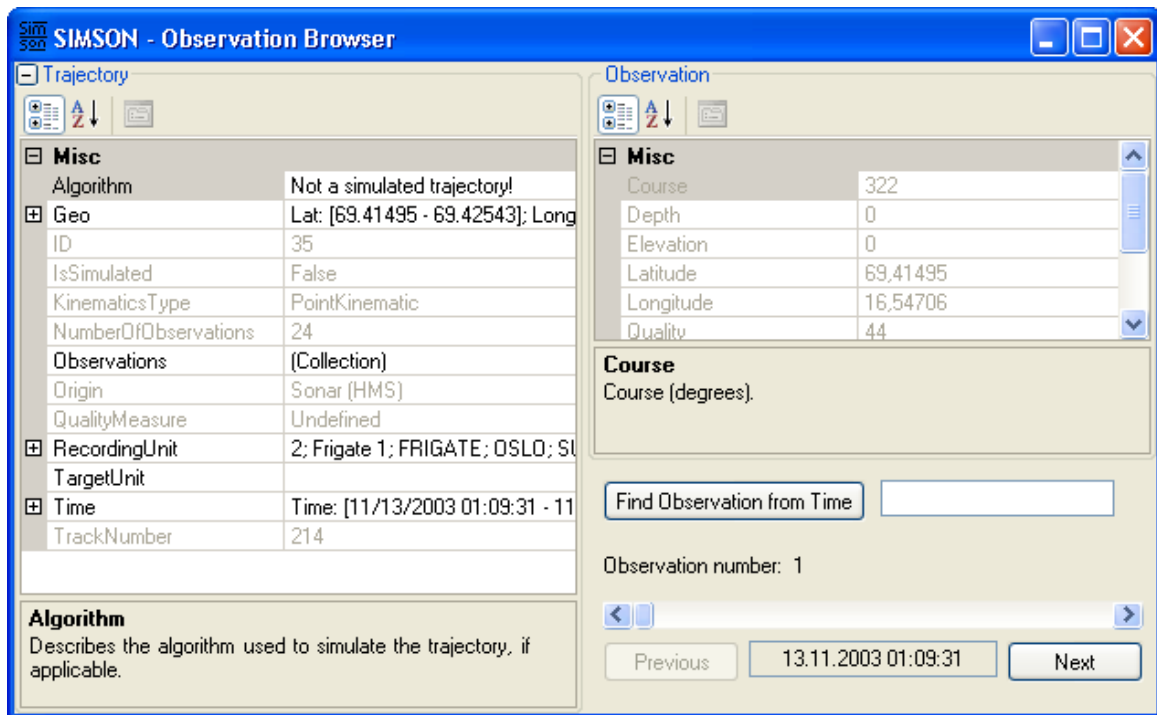 Sim
son
SIMSON - Observation Browser
Trajectory
Misc
Algorithm Not a simulated trajectory!
Geo Lat: [69.41495 - 69.42543]; Long
ID 35
IsSimulated False
KinematicsType PointKinematic
NumberOfObservations 24
Observations (Collection)
Origin Sonar (HMS)
QualityMeasure Undefined
RecordingUnit 2; Frigate 1; FRIGATE; OSLO; SU
TargetUnit
Time Time: [11/13/2003 01:09:31 - 11
TrackNumber 214
Algorithm
Describes the algorithm used to simulate the trajectory, if
applicable.
Observation
Misc
Course 322
Depth 0
Elevation 0
Latitude 69,41495
Longitude 16,54706
Quality 44
Course
Course (degrees).
Find Observation from Time
Observation number: 1
Previous 13.11.2003 01:09:31 Next